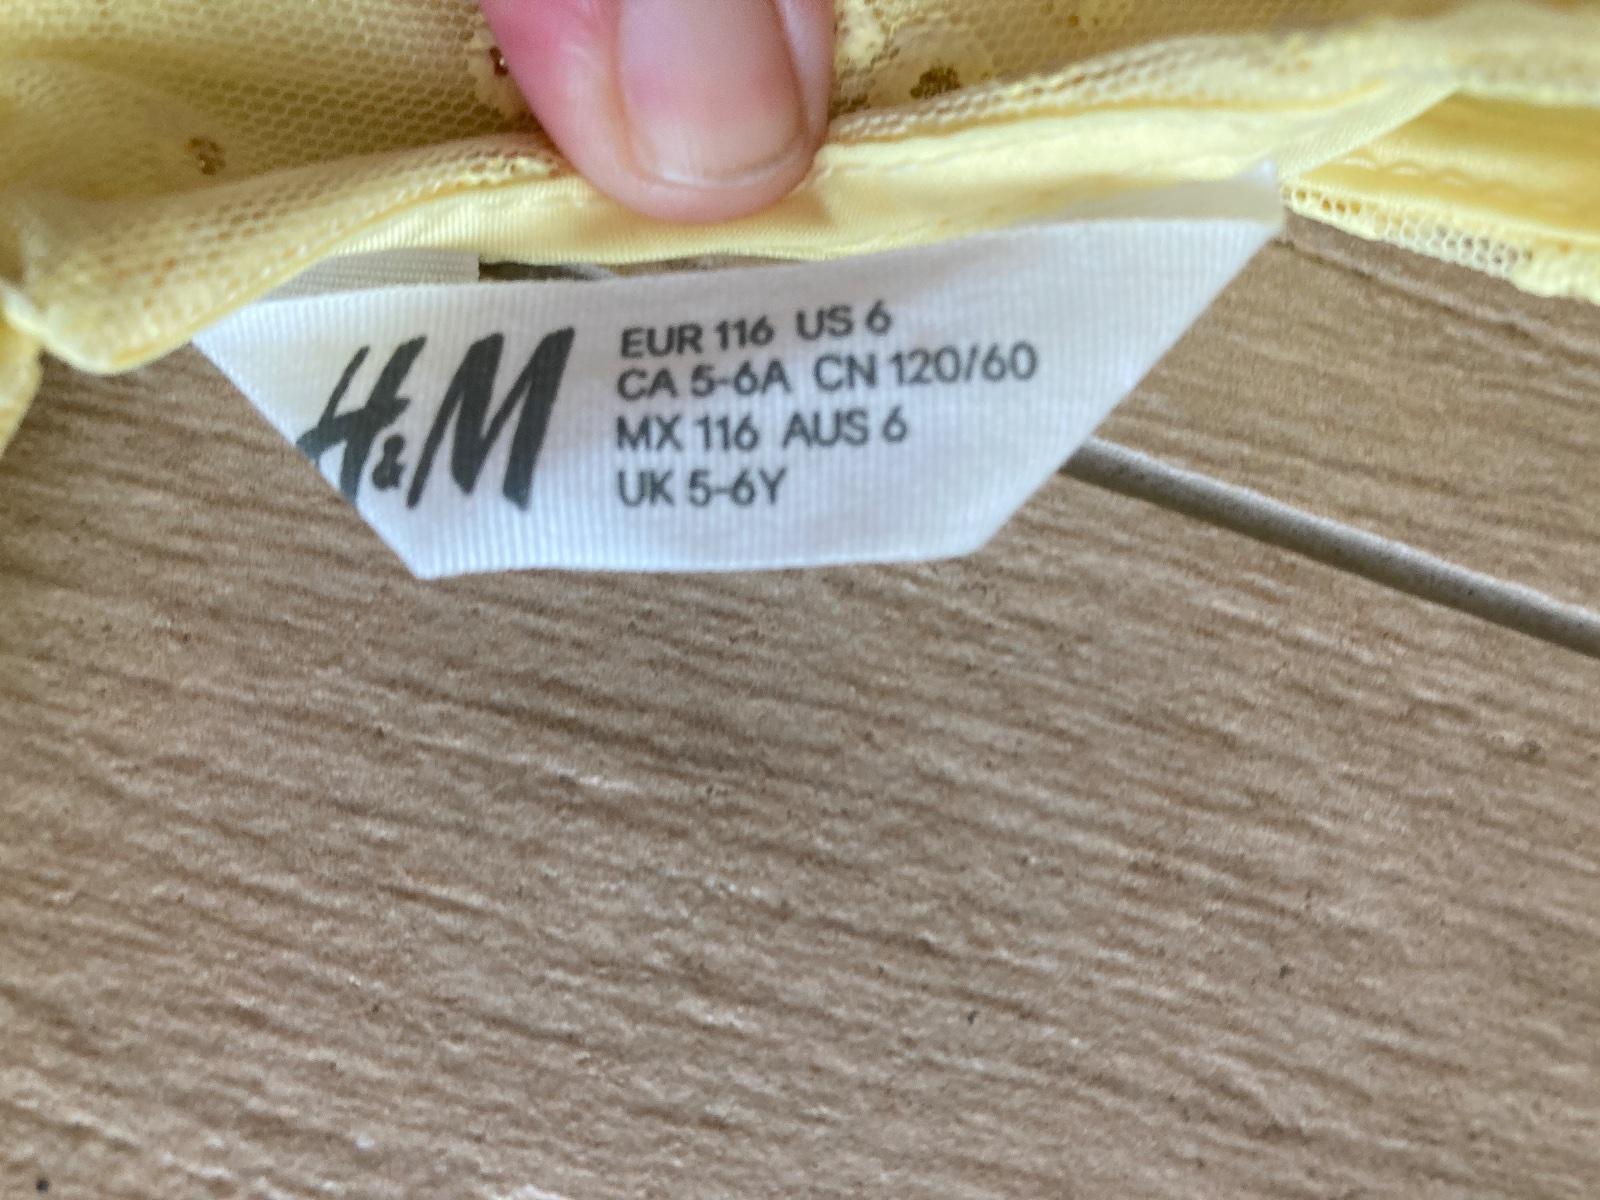 H&M
EUR 116 US 6
CA 5-6A CN 120/60
MX 116 AUS 6
UK 5-6Y